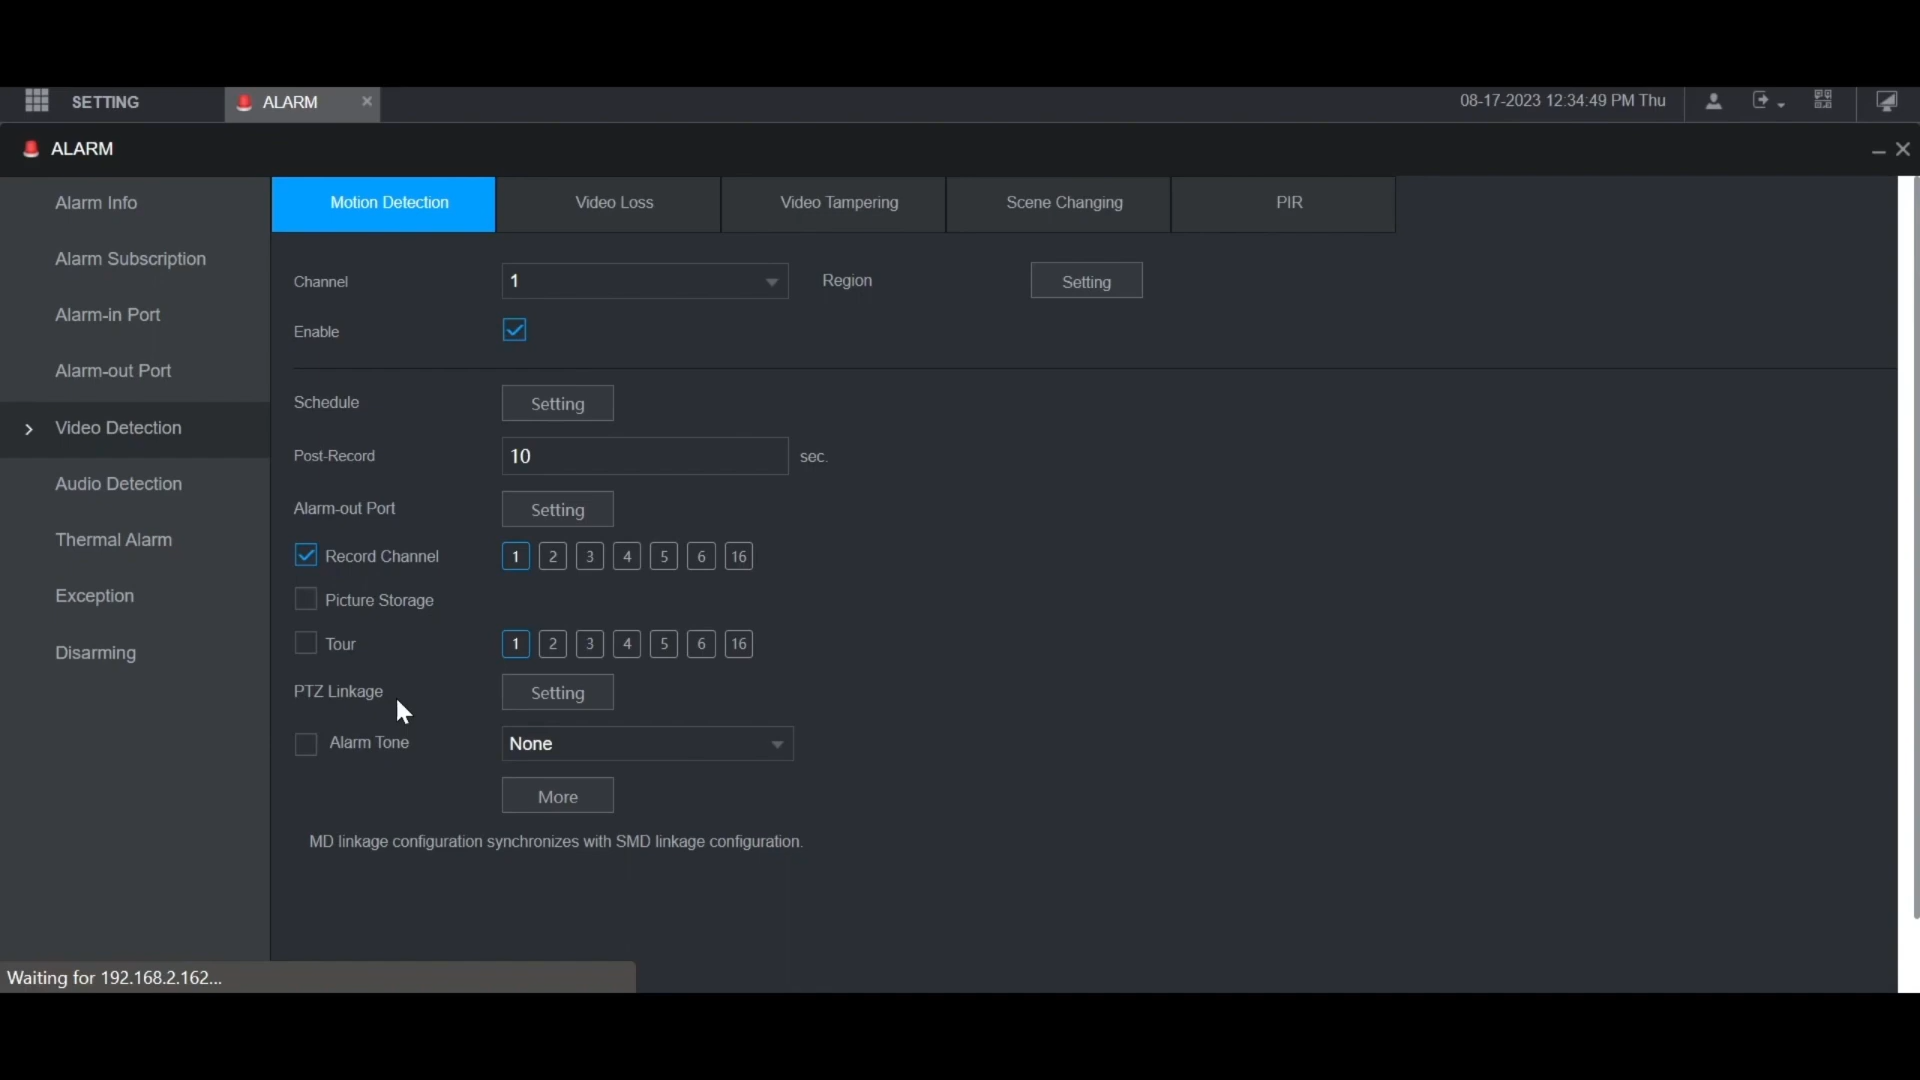 SETTING
ALARM
08-17-2023 12:34:49 PM Thu
ALARM
Alarm Info
Alarm Subscription
Alarm-in Port
Alarm-out Port
Video Detection
Audio Detection
Thermal Alarm
Exception
Disarming
Motion Detection
Video Loss
Video Tampering
Scene Changing
PIR
Channel 1 Region Setting
Enable
Schedule Setting
Post-Record 10 sec.
Alarm-out Port Setting
Record Channel 1 2 3 4 5 6 16
Picture Storage
Tour 1 2 3 4 5 6 16
PTZ Linkage Setting
Alarm Tone None
More
MD linkage configuration synchronizes with SMD linkage configuration.
Waiting for 192.168.2.162...